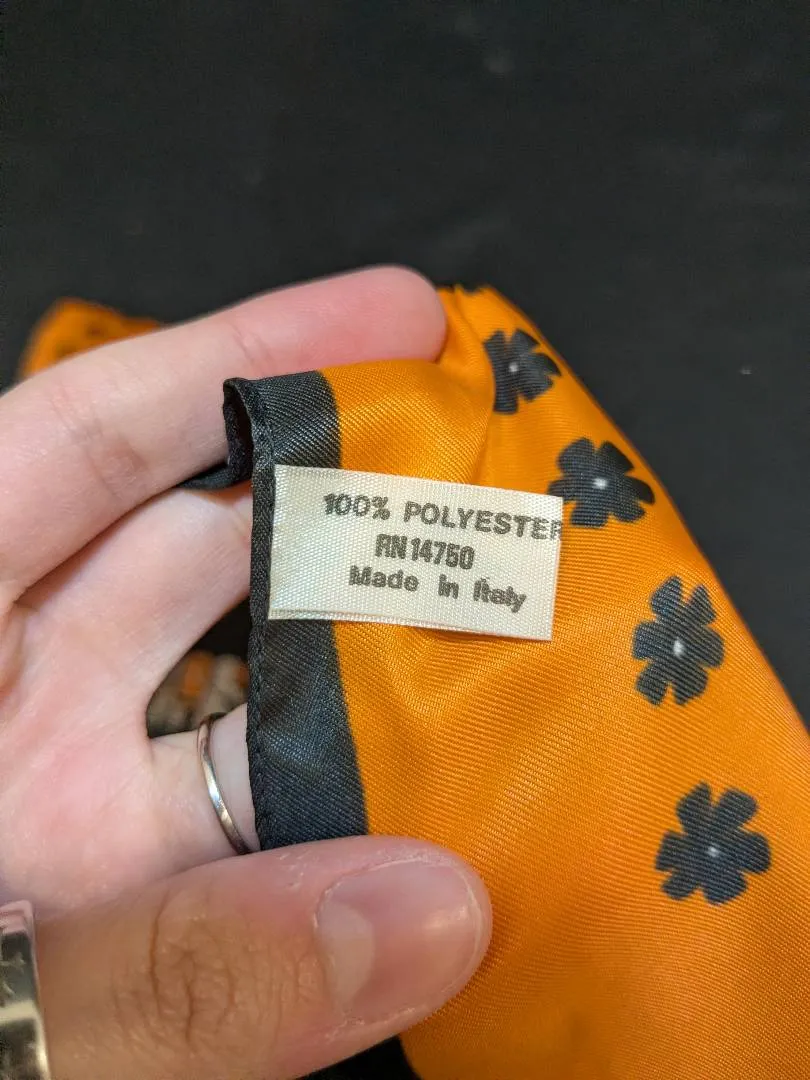 100% POLYESTER
RN 14750
Made in Italy